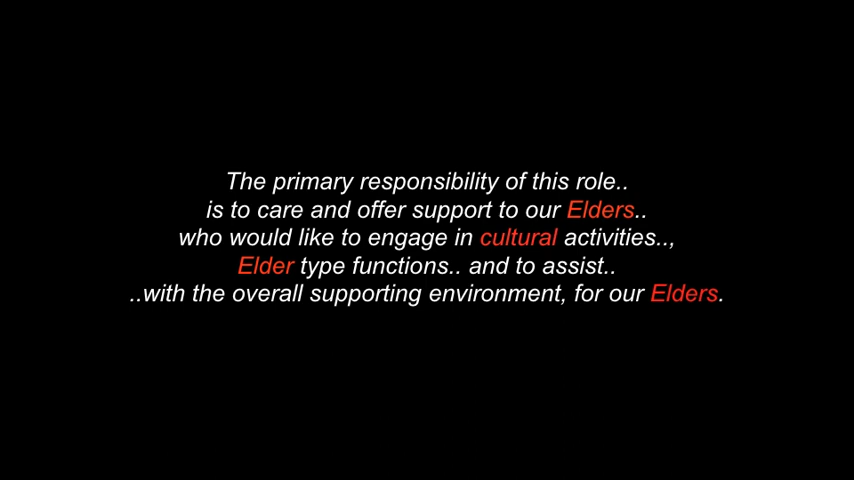 The primary responsibility of this role..
is to care and offer support to our Elders..
who would like to engage in cultural activities..,
Elder type functions.. and to assist..
..with the overall supporting environment, for our Elders.